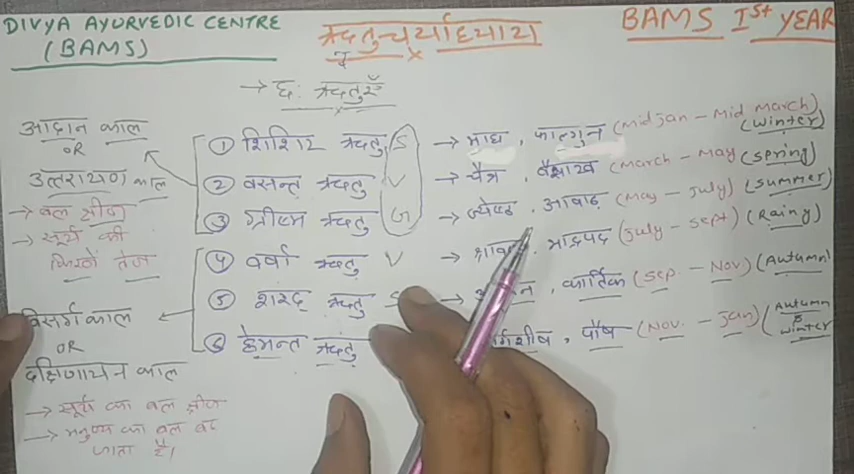 DIVYA AYURVEDIC CENTRE
(BAMS)
ऋतुचर्याध्याय
BAMS Ist YEAR
→ छः ऋतुएँ
आदान काल
OR
उत्तरायण काल
→ बल क्षीण
→ सूर्य की
किरणें तेज
① शिशिर ऋतु S → माघ, फाल्गुन (midjan - mid march) (winter)
② वसन्त ऋतु V → चैत्र, वैशाख (march - may) (spring)
③ ग्रीष्म ऋतु G → ज्येष्ठ, आषाढ़ (may - july) (summer)
④ वर्षा ऋतु V → भाद्रपद (july - sept) (Rainy)
⑤ शरद ऋतु S → कार्तिक (sep. - Nov) (Autumn)
⑥ हेमन्त ऋतु पौष (Nov. - jan) (Autumn & winter
विसर्ग काल
OR
दक्षिणायन काल
→ सूर्य का बल क्षीण
→ मनुष्य का बल बढ़
जाता है।